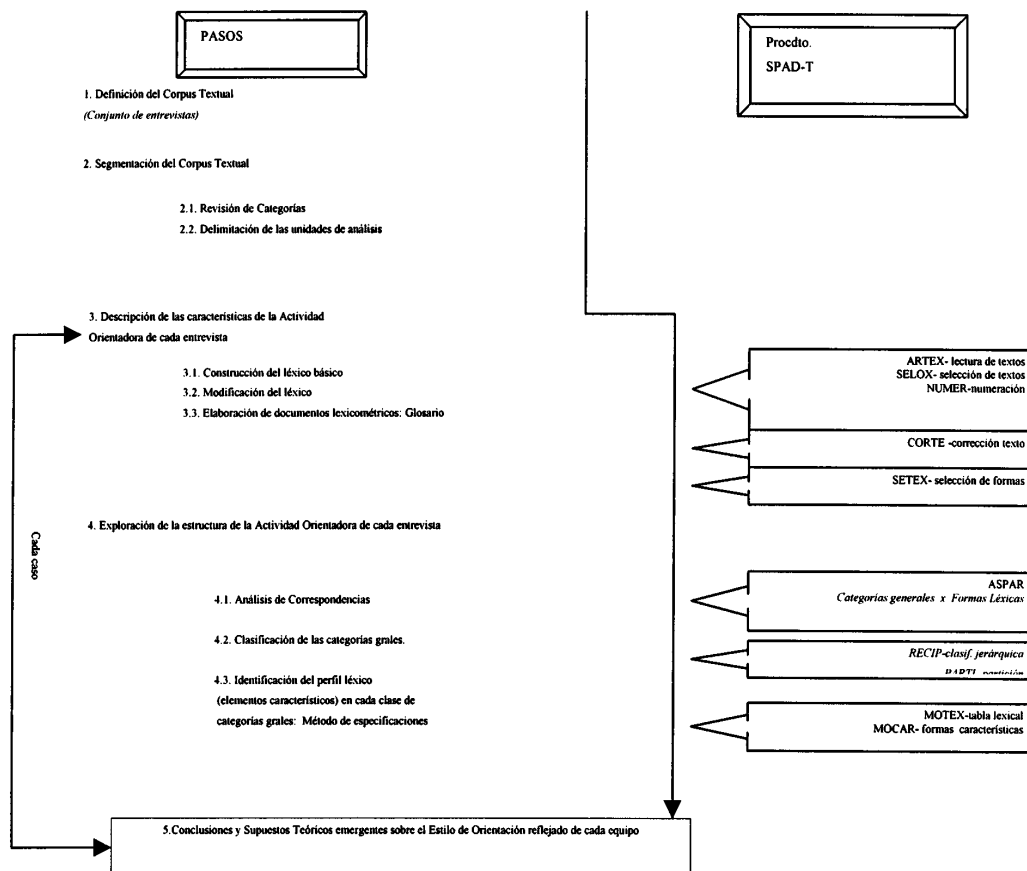 PASOS
Procdto.
SPAD-T
1. Definición del Corpus Textual
(Conjunto de entrevistas)
2. Segmentación del Corpus Textual
2.1. Revisión de Categorías
2.2. Delimitación de las unidades de análisis
3. Descripción de las características de la Actividad
Orientadora de cada entrevista
3.1. Construcción del léxico básico
3.2. Modificación del léxico
3.3. Elaboración de documentos lexicométricos: Glosario
ARTEX- lectura de textos
SELOX- selección de textos
NUMER-numeración
CORTE -corrección texto
SETEX- selección de formas
Cada caso
4. Exploración de la estructura de la Actividad Orientadora de cada entrevista
4.1. Análisis de Correspondencias
4.2. Clasificación de las categorías grales.
4.3. Identificación del perfil léxico
(elementos característicos) en cada clase de
categorías grales: Método de especificaciones
ASPAR
Categorías generales x Formas Léxicas
RECIP-clasif. jerárquica
PARTI- partición
MOTEX-tabla lexical
MOCAR- formas características
5.Conclusiones y Supuestos Teóricos emergentes sobre el Estilo de Orientación reflejado de cada equipo